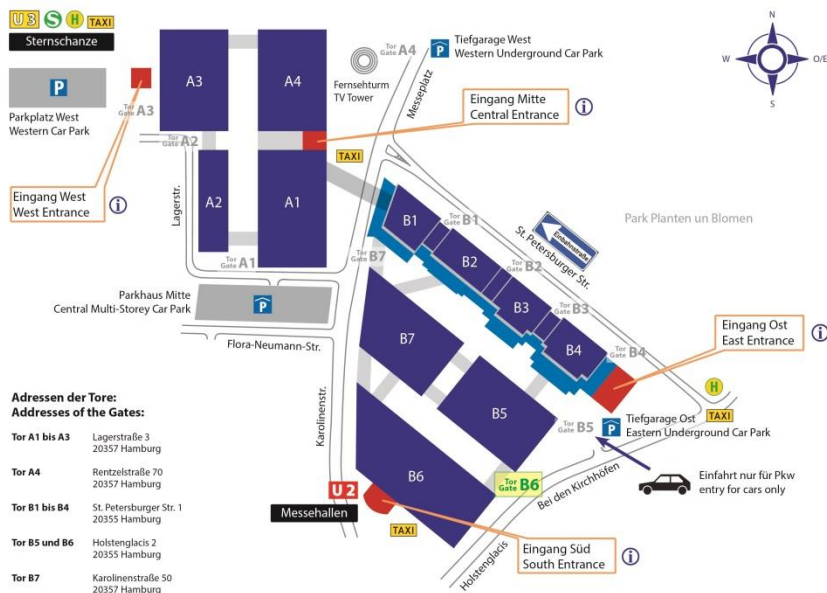 U3 S H TAXI
Sternschanze
P
Parkplatz West
Western Car Park
Tor
Gate A3
A3
A4
Tor
Gate A2
Eingang West
West Entrance
i
Lagerstr.
A2
A1
Tor
Gate A1
Fernsehturm
TV Tower
Tor
Gate A4
Messeplatz
P
Tiefgarage West
Western Underground Car Park
Eingang Mitte
Central Entrance
i
TAXI
N
W
O/E
S
Parkhaus Mitte
Central Multi-Storey Car Park
P
Flora-Neumann-Str.
Karolinenstr.
B1
Tor
Gate B1
B2
Tor
Gate B2
B3
Tor
Gate B3
B4
Tor
Gate B4
Tor
Gate B7
B7
B5
B6
St. Petersburger Str.
Einbahnstraße
Park Planten un Blomen
Eingang Ost
East Entrance
i
H
TAXI
Tor
Gate B5
P
Tiefgarage Ost
Eastern Underground Car Park
Einfahrt nur für Pkw
entry for cars only
Tor
Gate B6
Bei den Kirchhöfen
Holstenglacis
U2
Messehallen
TAXI
Eingang Süd
South Entrance
i
Adressen der Tore:
Addresses of the Gates:
Tor A1 bis A3 Lagerstraße 3
20357 Hamburg
Tor A4 Rentzelstraße 70
20357 Hamburg
Tor B1 bis B4 St. Petersburger Str. 1
20355 Hamburg
Tor B5 und B6 Holstenglacis 2
20355 Hamburg
Tor B7 Karolinenstraße 50
20357 Hamburg